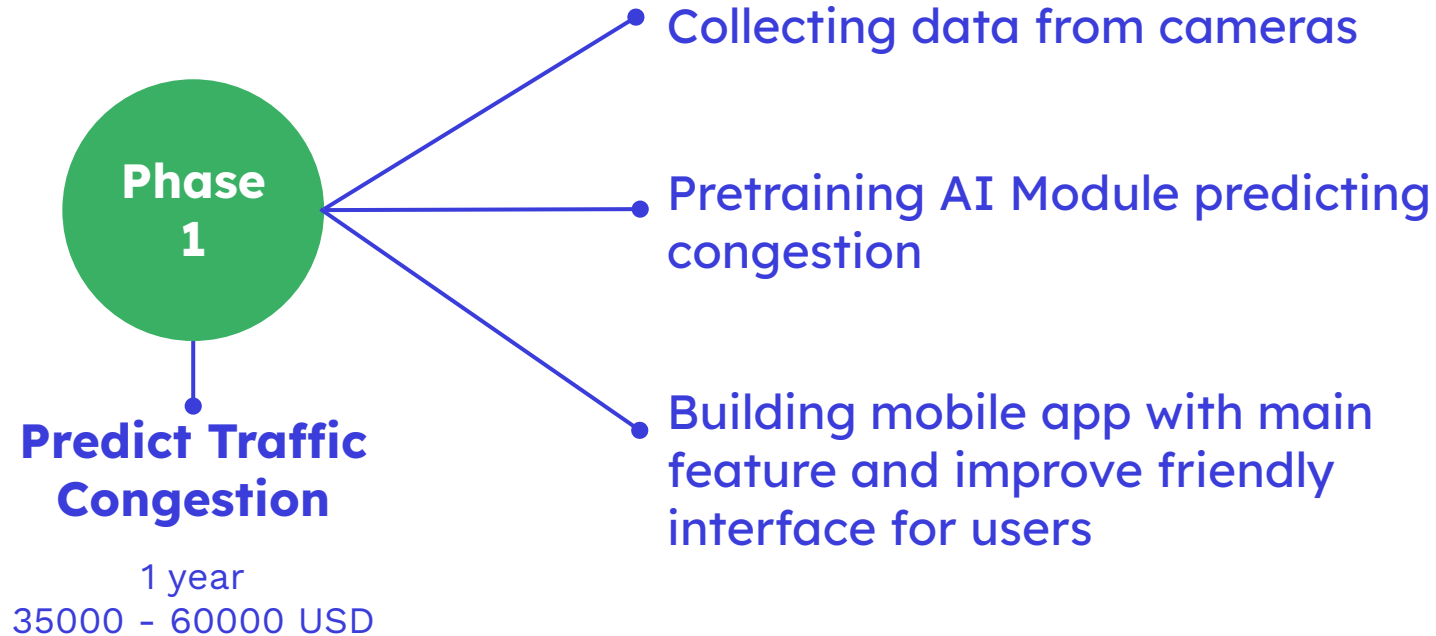 Phase
1
Predict Traffic
Congestion
1 year
35000 - 60000 USD
Collecting data from cameras
Pretraining AI Module predicting
congestion
Building mobile app with main
feature and improve friendly
interface for users